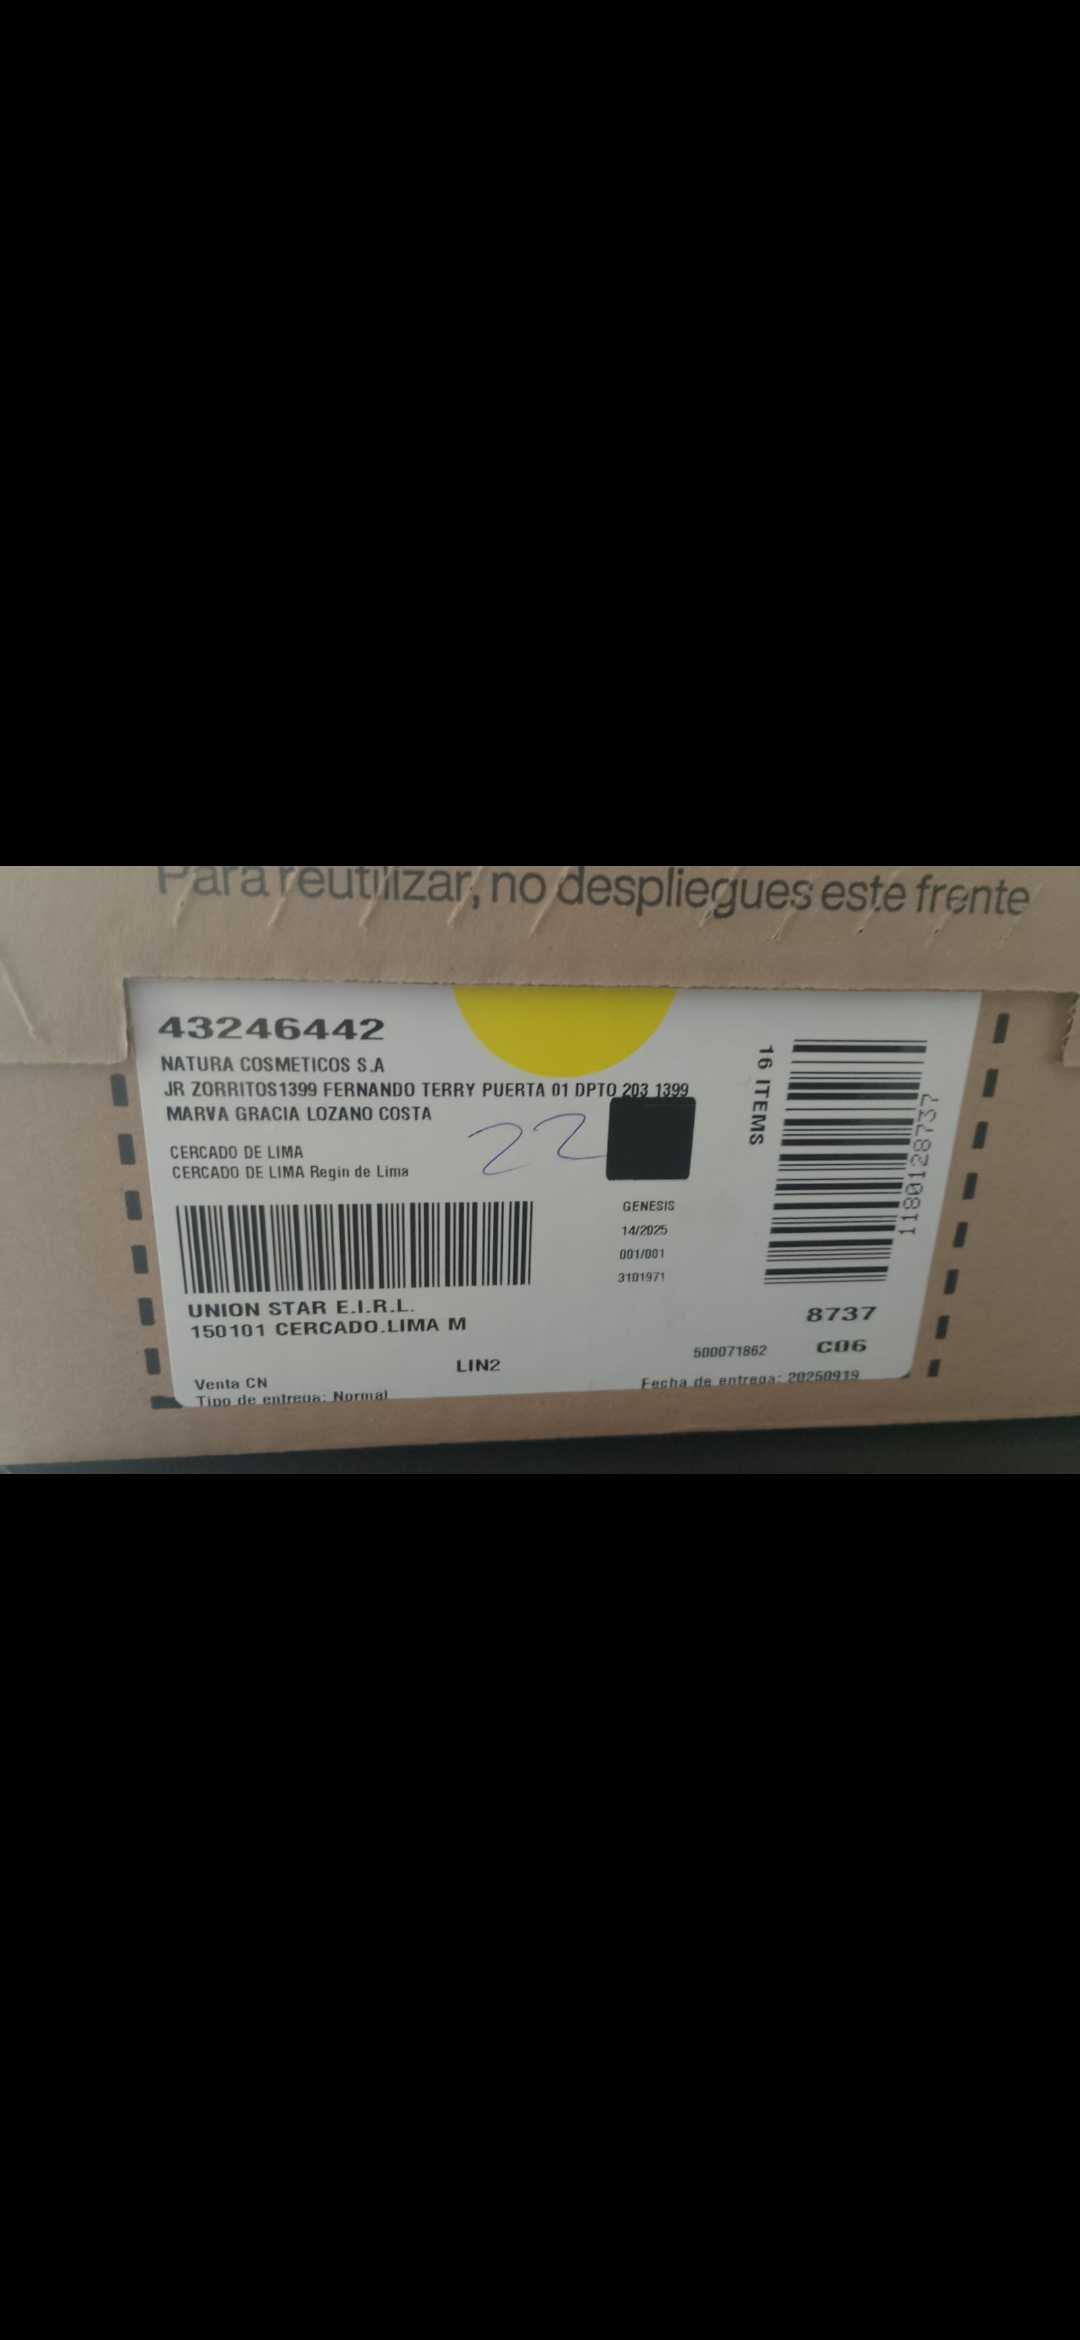 Para reutilizar, no despliegues este frente
43246442
NATURA COSMETICOS S.A
JR ZORRITOS1399 FERNANDO TERRY PUERTA 01 DPTO 203 1399
MARVA GRACIA LOZANO COSTA
22
CERCADO DE LIMA
CERCADO DE LIMA Regin de Lima
16 ITEMS
1180128737
GENESIS
14/2025
001/001
3101971
UNION STAR E.I.R.L.
150101 CERCADO.LIMA M
8737
LIN2
500071862
C06
Venta CN
Fecha de entrega: 20250919
Tipo de entrega: Normal